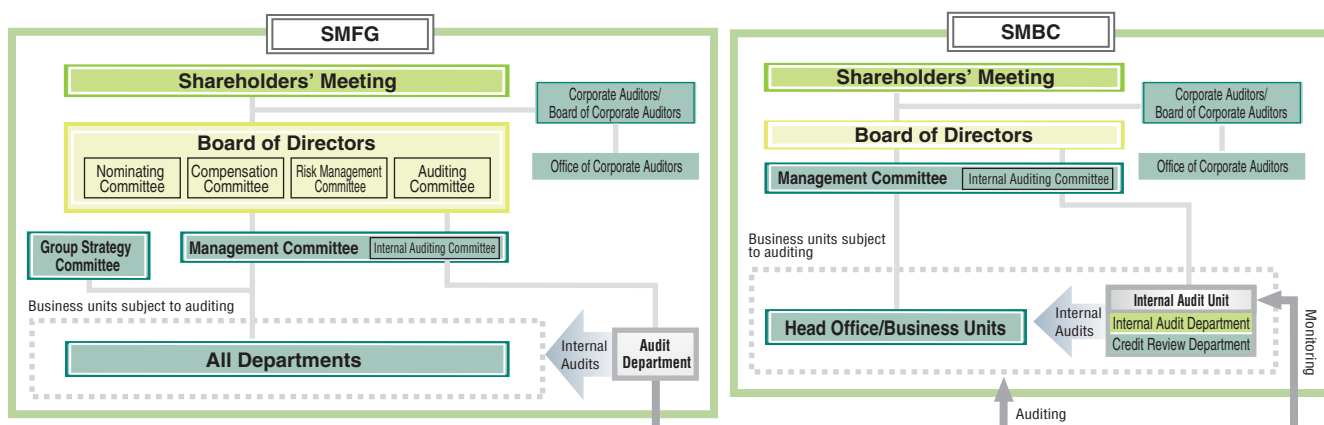 SMFG
Shareholders' Meeting
Corporate Auditors/
Board of Corporate Auditors
Board of Directors
Nominating
Committee
Compensation
Committee
Risk Management
Committee
Auditing
Committee
Office of Corporate Auditors
Group Strategy
Committee
Management Committee
Internal Auditing Committee
Business units subject to auditing
All Departments
Internal
Audits
Audit
Department
SMBC
Shareholders' Meeting
Corporate Auditors/
Board of Corporate Auditors
Board of Directors
Office of Corporate Auditors
Management Committee
Internal Auditing Committee
Business units subject
to auditing
Head Office/Business Units
Internal
Audits
Internal Audit Unit
Internal Audit Department
Credit Review Department
Monitoring
Auditing